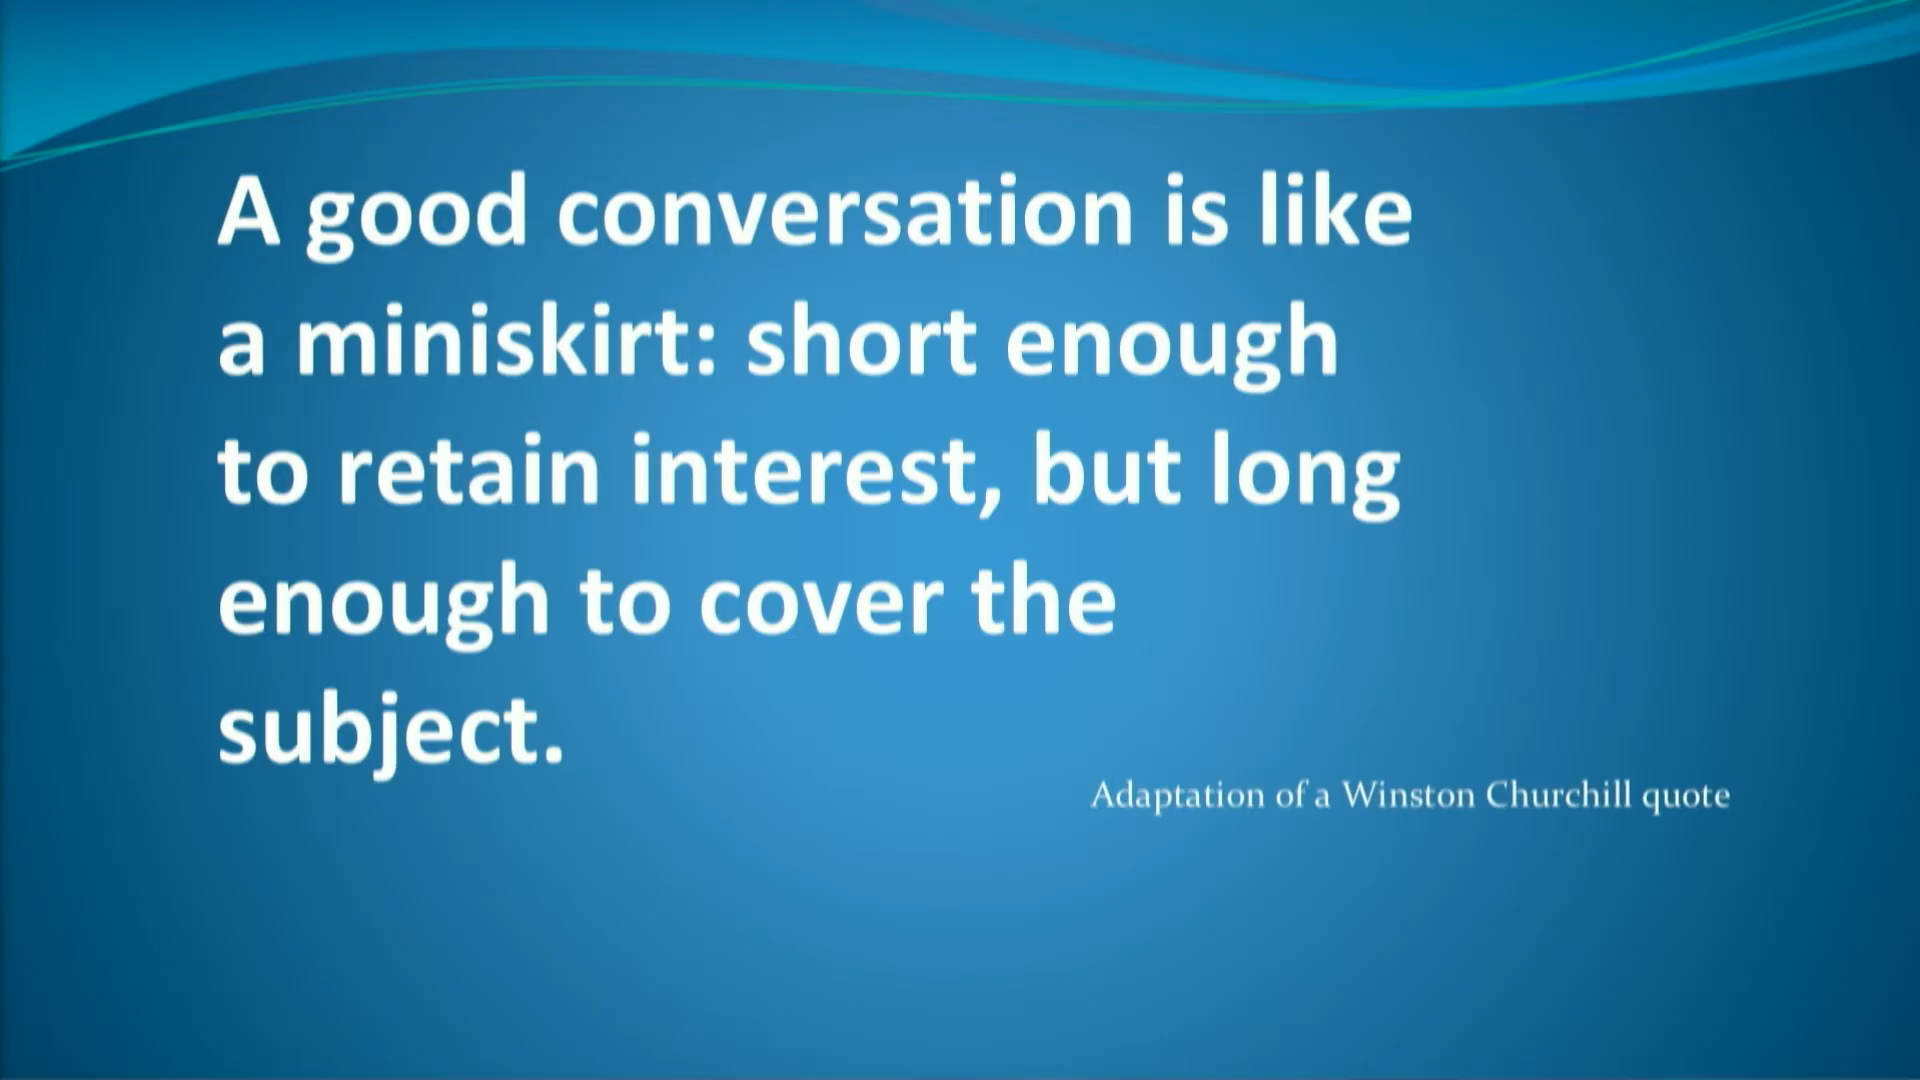 A good conversation is like
a miniskirt: short enough
to retain interest, but long
enough to cover the
subject.
Adaptation of a Winston Churchill quote